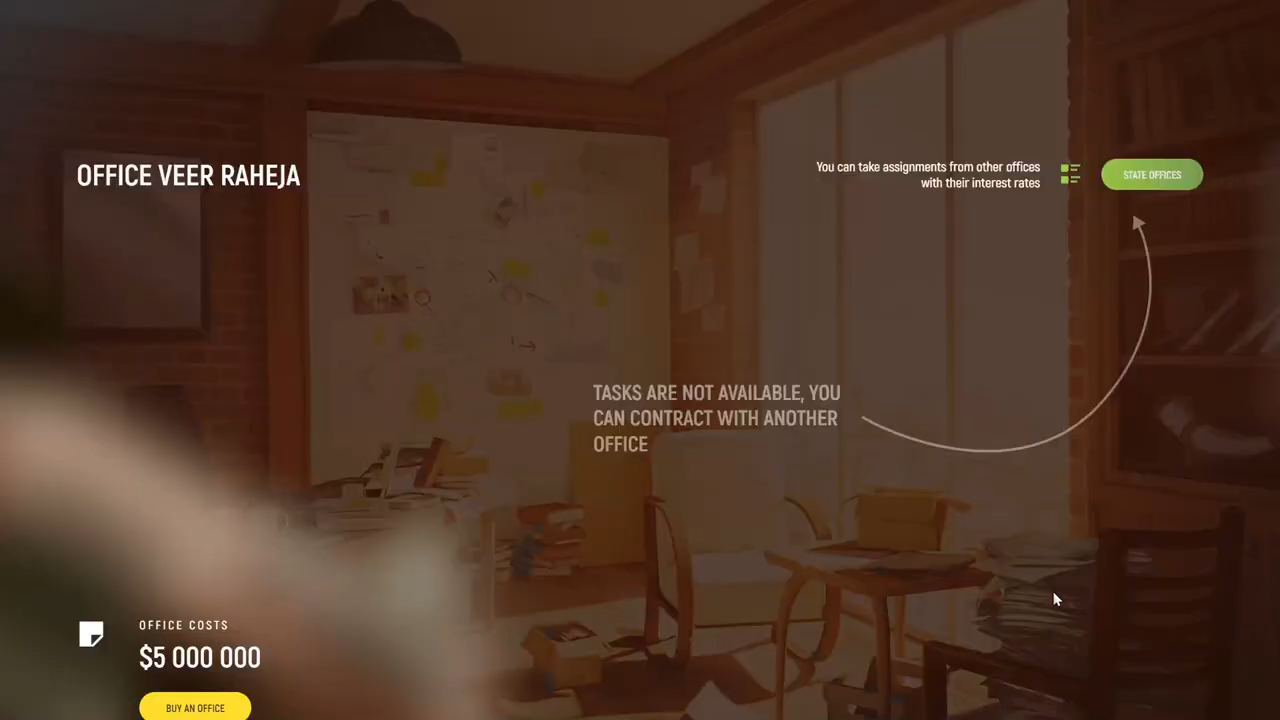 OFFICE VEER RAHEJA
You can take assignments from other offices
with their interest rates
STATE OFFICES
TASKS ARE NOT AVAILABLE, YOU
CAN CONTRACT WITH ANOTHER
OFFICE
OFFICE COSTS
$5 000 000
BUY AN OFFICE